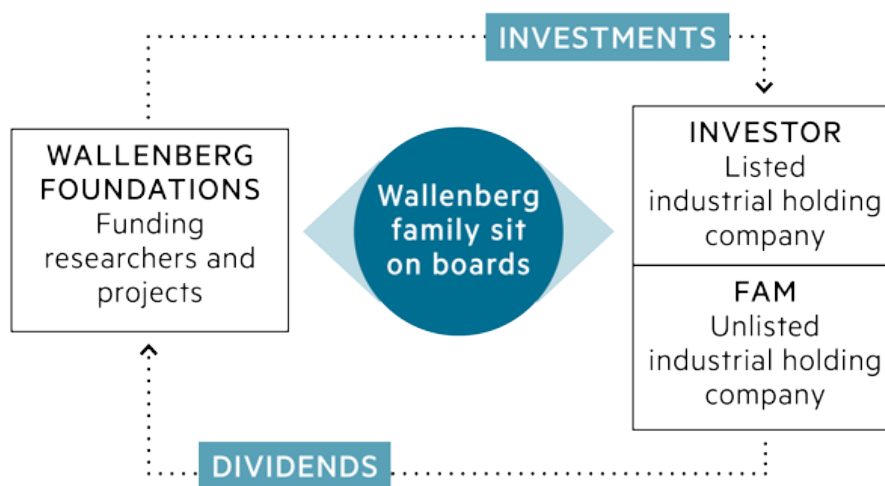 INVESTMENTS
WALLENBERG
FOUNDATIONS
Funding
researchers and
projects
Wallenberg
family sit
on boards
INVESTOR
Listed
industrial holding
company
FAM
Unlisted
industrial holding
company
DIVIDENDS